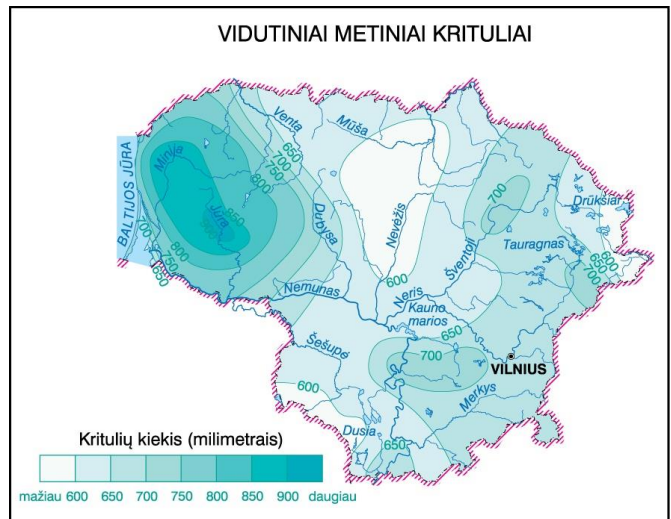 VIDUTINIAI METINIAI KRITULIAI
Venta
Mūša
650
700
750
800
Minija
BALTIJOS JŪRA
850
900
Jūra
Dubysa
Nevėžis
700
Drūkšiai
Tauragnas
Šventoji
600
650
700
700
750
800
750
650
600
Nemunas
Neris
Kauno
marios
650
Šešupė
700
VILNIUS
600
Merkys
Dusia
650
Kritulių kiekis (milimetrais)
mažiau 600 650 700 750 800 850 900 daugiau